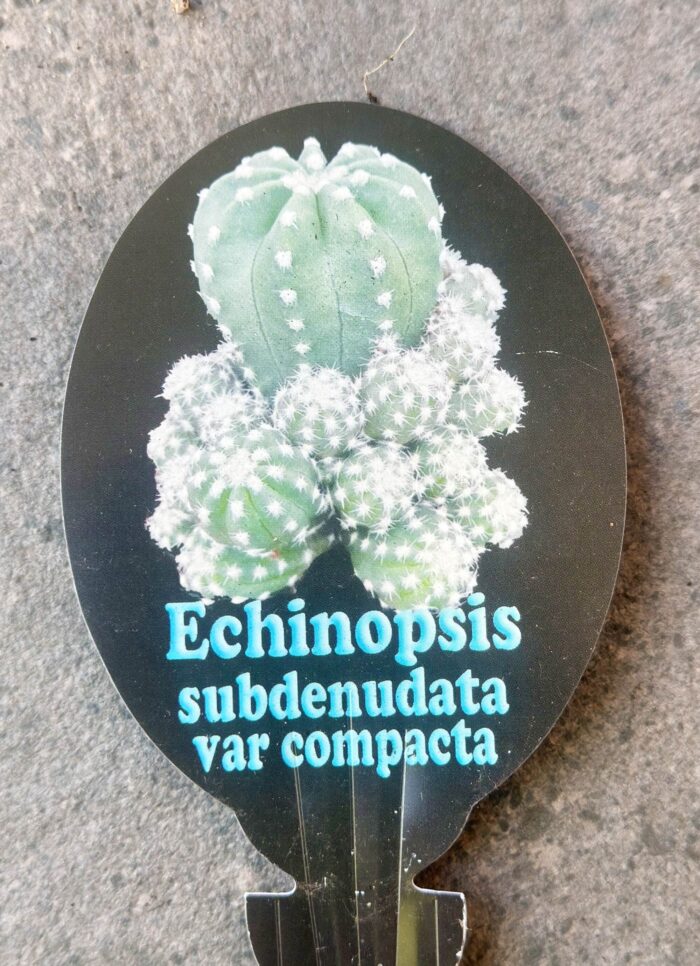 Echinopsis
subdenudata
var compacta